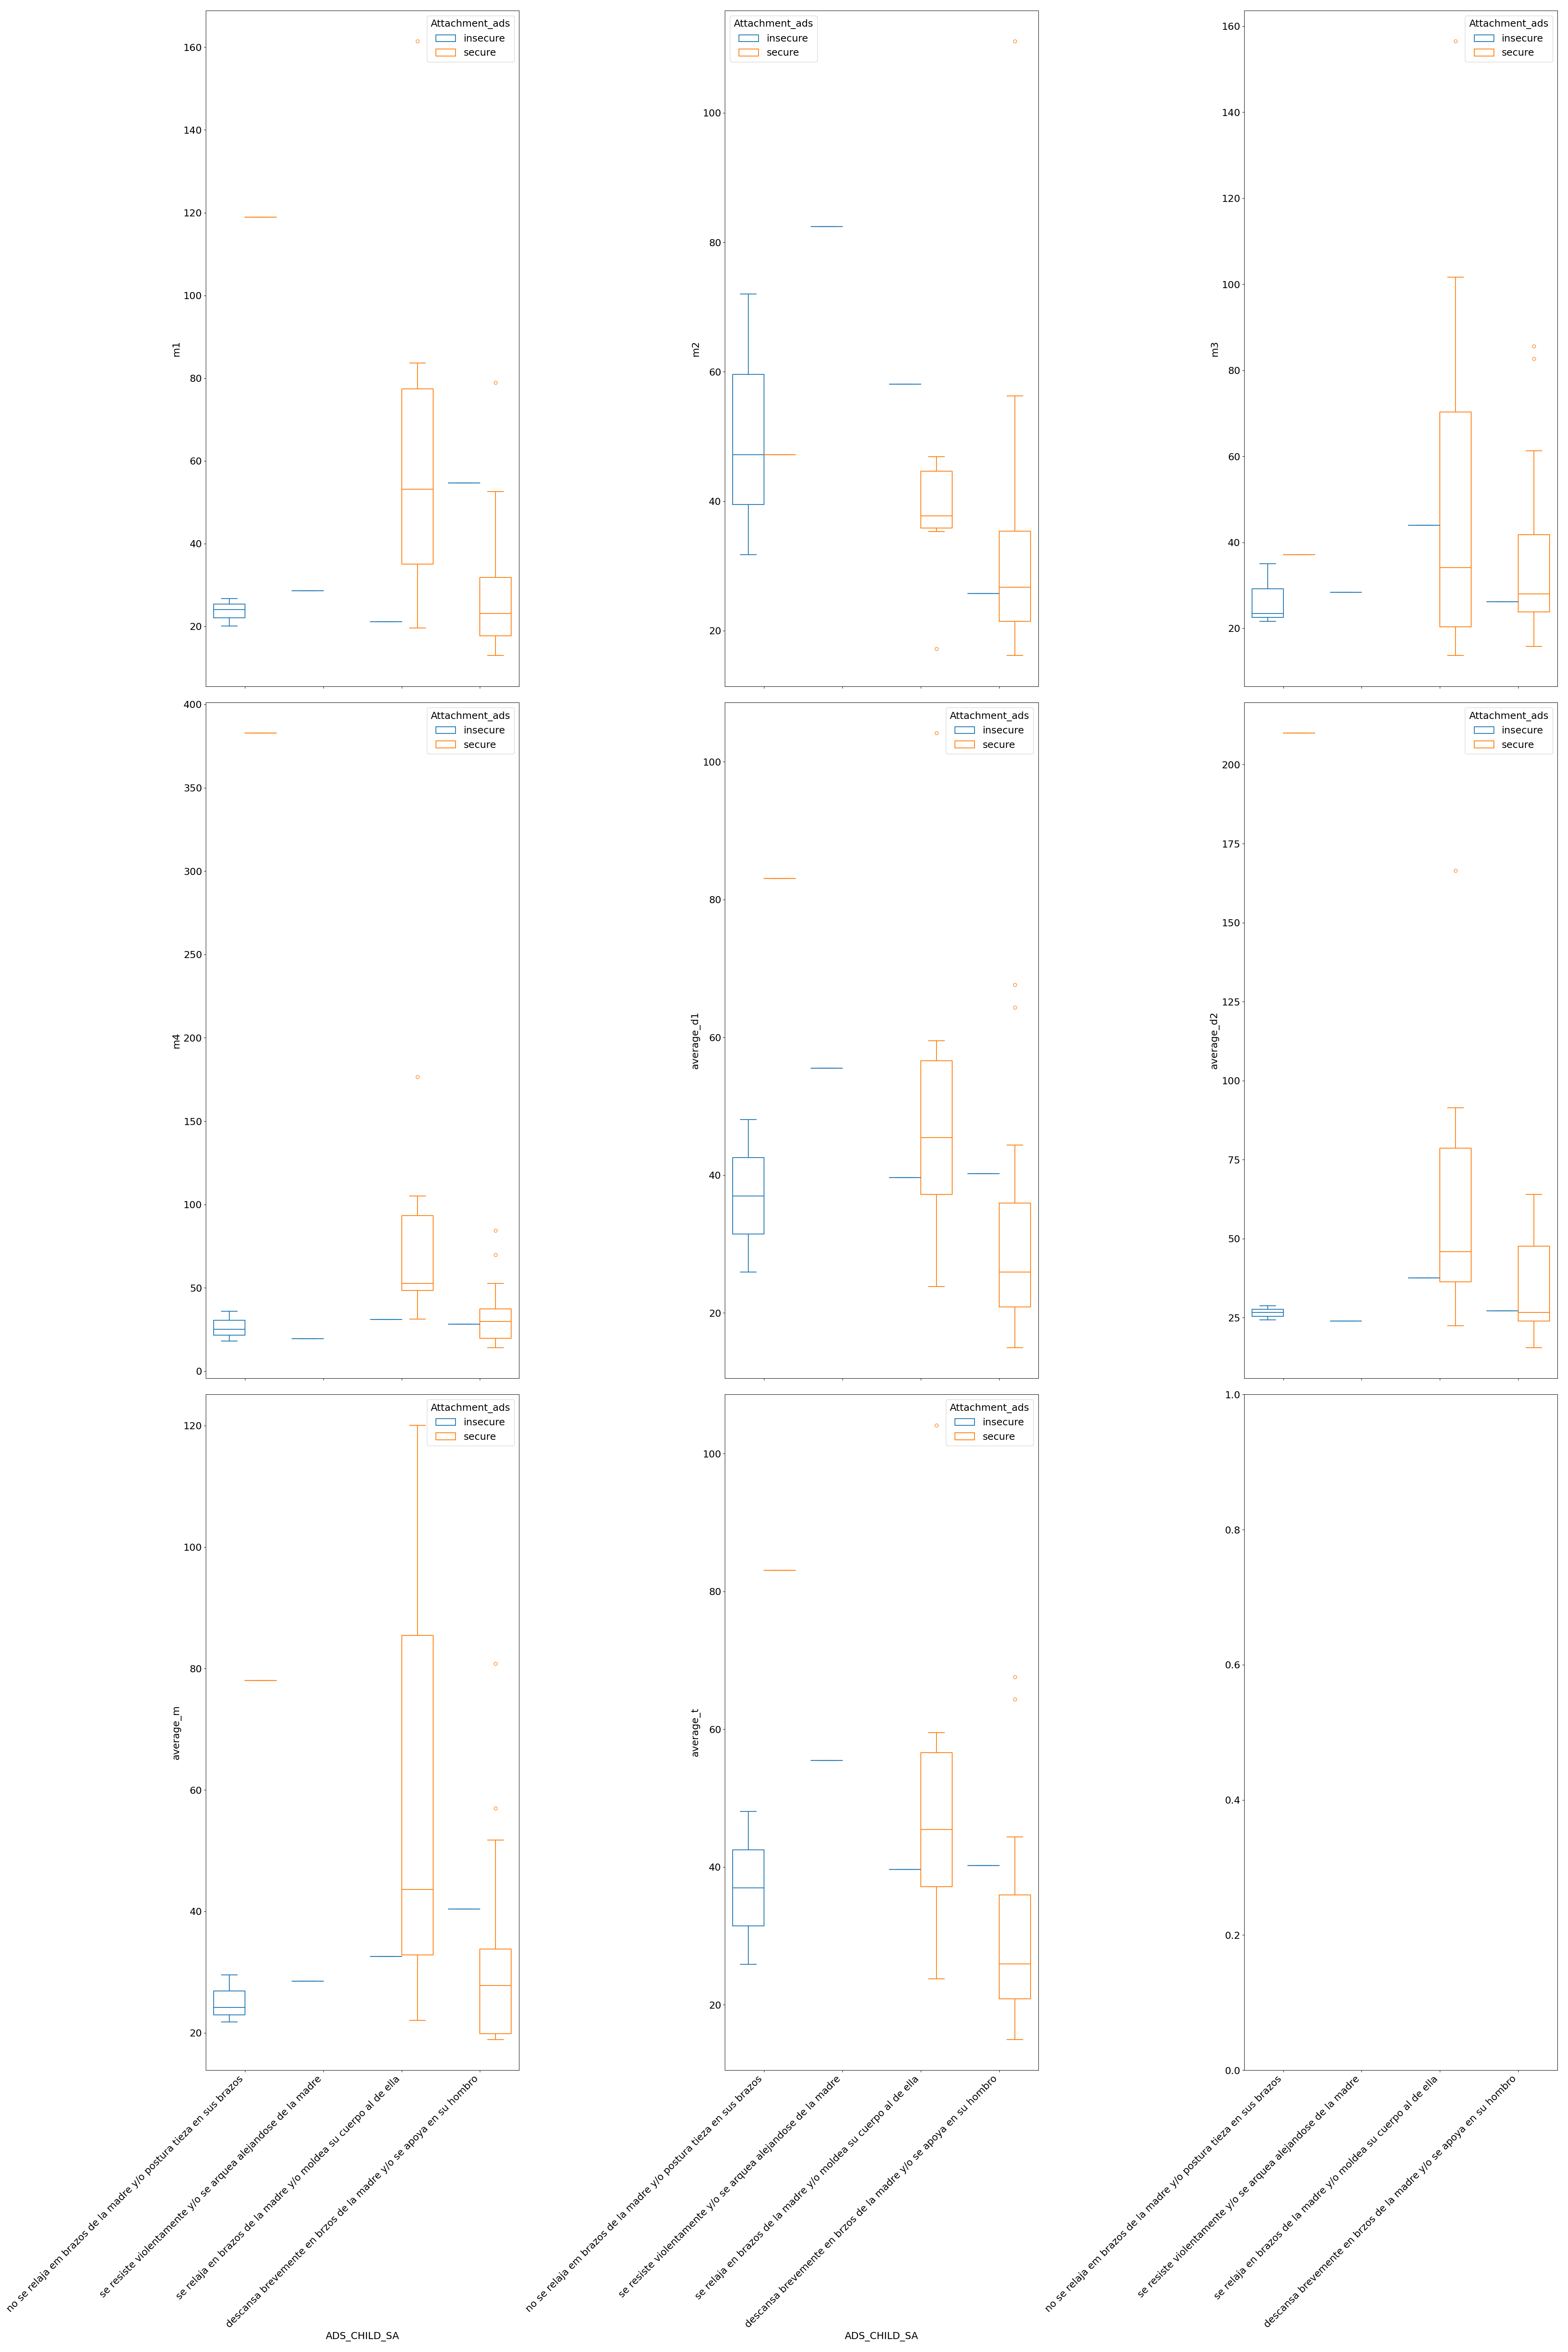 Attachment_ads
insecure
secure
160
140
120
100
80
60
40
20
m1
Attachment_ads
insecure
secure
100
80
60
40
20
m2
Attachment_ads
insecure
secure
160
140
120
100
80
60
40
20
m3
Attachment_ads
insecure
secure
400
350
300
250
200
150
100
50
0
m4
Attachment_ads
insecure
secure
100
80
60
40
20
average_d1
Attachment_ads
insecure
secure
200
175
150
125
100
75
50
25
average_d2
Attachment_ads
insecure
secure
120
100
80
60
40
20
average_m
no se relaja em brazos de la madre y/o postura tieza en sus brazos
se resiste violentamente y/o se arquea alejandose de la madre
se relaja en brazos de la madre y/o moldea su cuerpo al de ella
descansa brevemente en brzos de la madre y/o se apoya en su hombro
ADS_CHILD_SA
Attachment_ads
insecure
secure
100
80
60
40
20
average_t
no se relaja em brazos de la madre y/o postura tieza en sus brazos
se resiste violentamente y/o se arquea alejandose de la madre
se relaja en brazos de la madre y/o moldea su cuerpo al de ella
descansa brevemente en brzos de la madre y/o se apoya en su hombro
ADS_CHILD_SA
1.0
0.8
0.6
0.4
0.2
0.0
no se relaja em brazos de la madre y/o postura tieza en sus brazos
se resiste violentamente y/o se arquea alejandose de la madre
se relaja en brazos de la madre y/o moldea su cuerpo al de ella
descansa brevemente en brzos de la madre y/o se apoya en su hombro